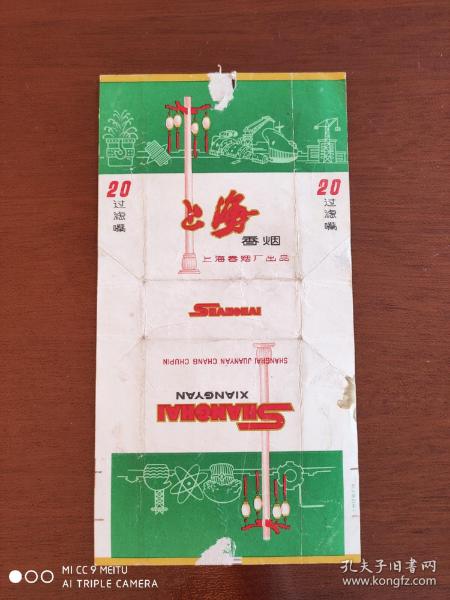 20
过滤嘴
20
过滤嘴
上海
香烟
上海卷烟厂出品
SHANGHAI
SHANGHAI JUANYAN CHANG CHUPIN
XIANGYAN
SHANGHAI
MI CC 9 MEITU
AI TRIPLE CAMERA
孔夫子旧书网
www.kongfz.com